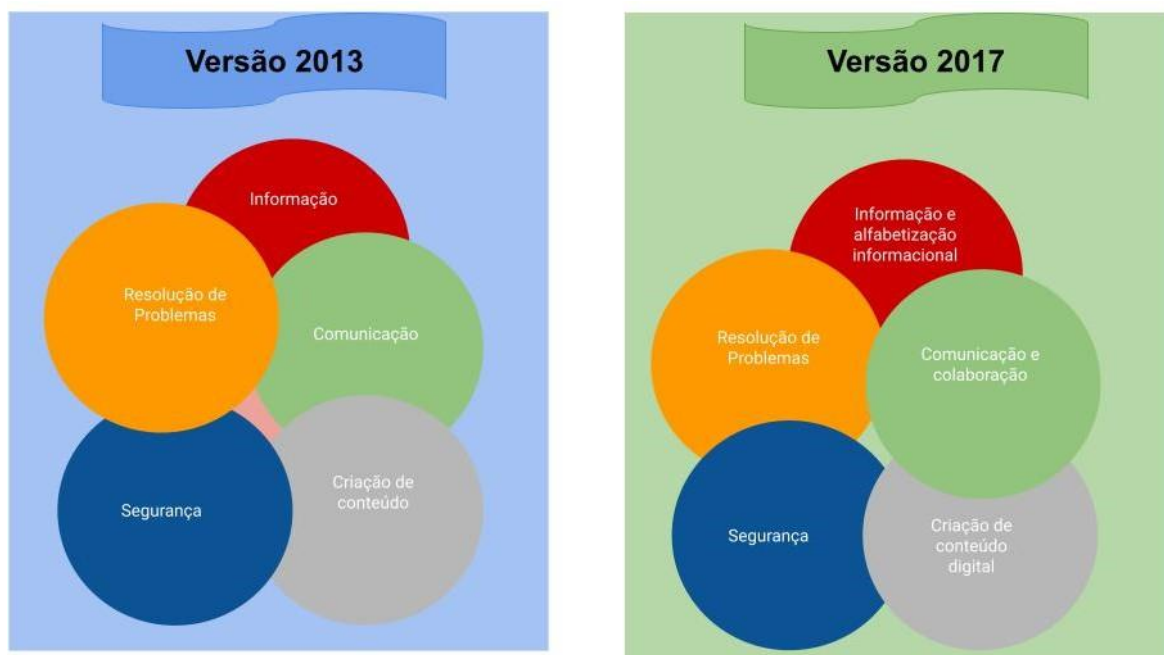 Versão 2013
Informação
Resolução de
Problemas
Comunicação
Criação de
conteúdo
Segurança
Versão 2017
Informação e
alfabetização
informacional
Resolução de
Problemas
Comunicação e
colaboração
Segurança
Criação de
conteúdo
digital